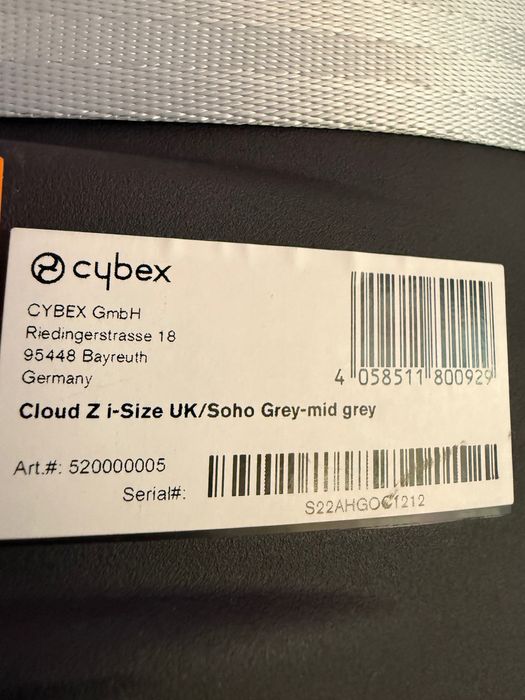 cybex
CYBEX GmbH
Riedingerstrasse 18
95448 Bayreuth
Germany
4 058511 800929
Cloud Z i-Size UK/Soho Grey-mid grey
Art.#: 520000005
Serial#:
S22AHGOC1212